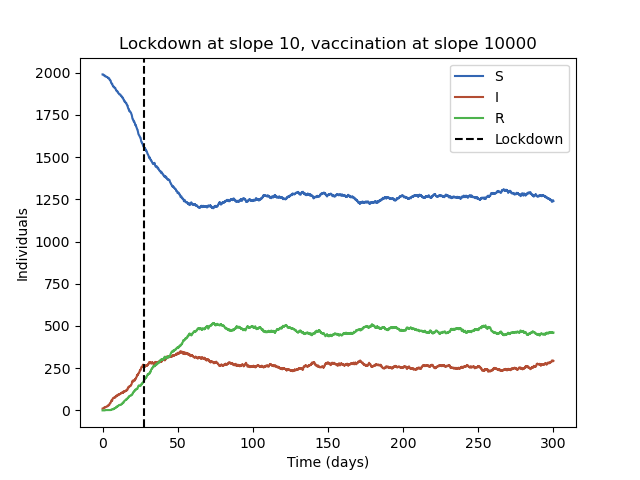 Lockdown at slope 10, vaccination at slope 10000
S
I
R
Lockdown
2000
1750
1500
1250
1000
750
500
250
0
Individuals
0 50 100 150 200 250 300
Time (days)